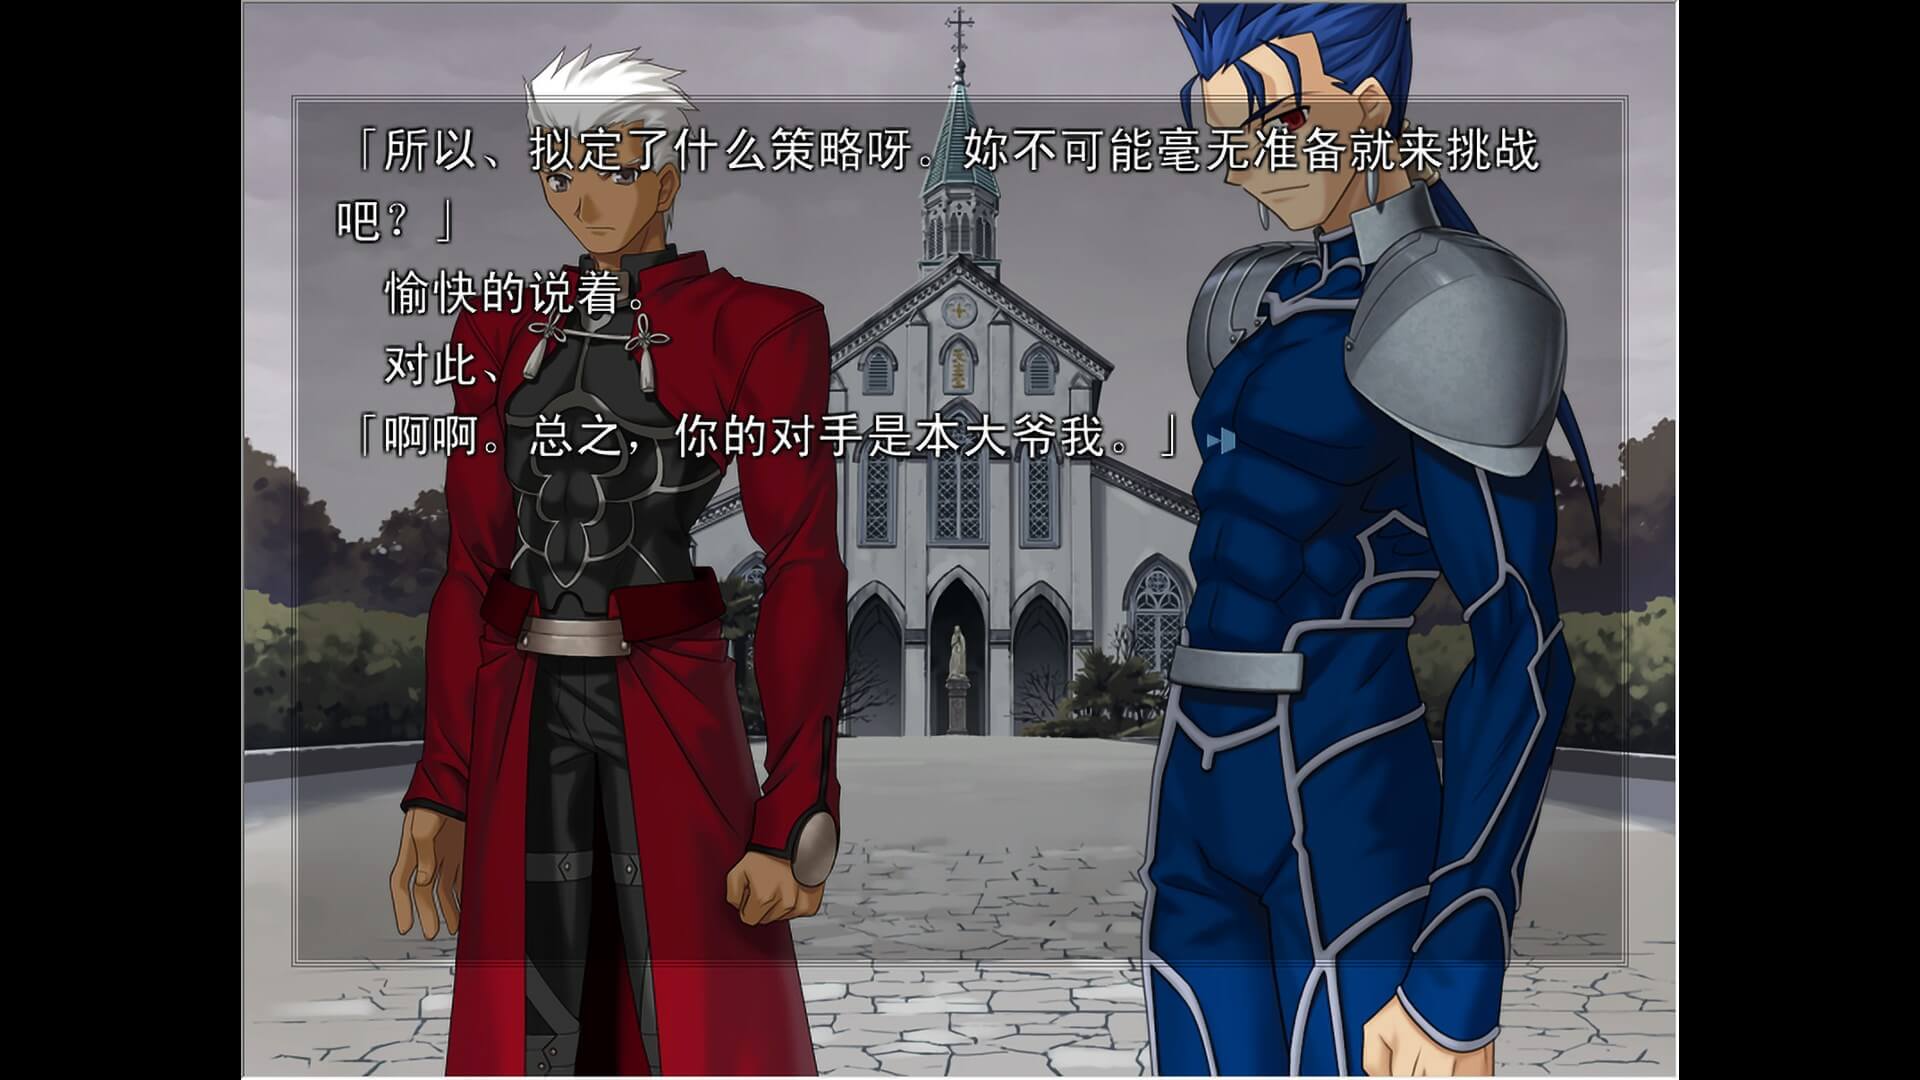 「所以、拟定了什么策略呀。妳不可能毫无准备就来挑战
吧？」
愉快的说着。
对此、
「啊啊。总之，你的对手是本大爷我。」